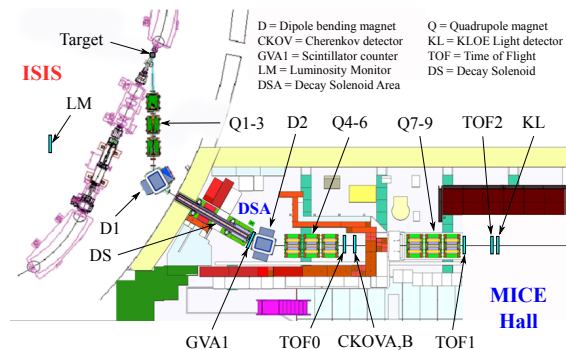 D = Dipole bending magnet
CKOV = Cherenkov detector
GVA1 = Scintillator counter
LM = Luminosity Monitor
DSA= Decay Solenoid Area
Q = Quadrupole magnet
KL = KLOE Light detector
TOF = Time of Flight
DS = Decay Solenoid
Target
ISIS
LM
Q1-3
D2
Q4-6
Q7-9
TOF2
KL
D1
DSA
DS
MICE
Hall
GVA1
TOF0
CKOVA,B
TOF1